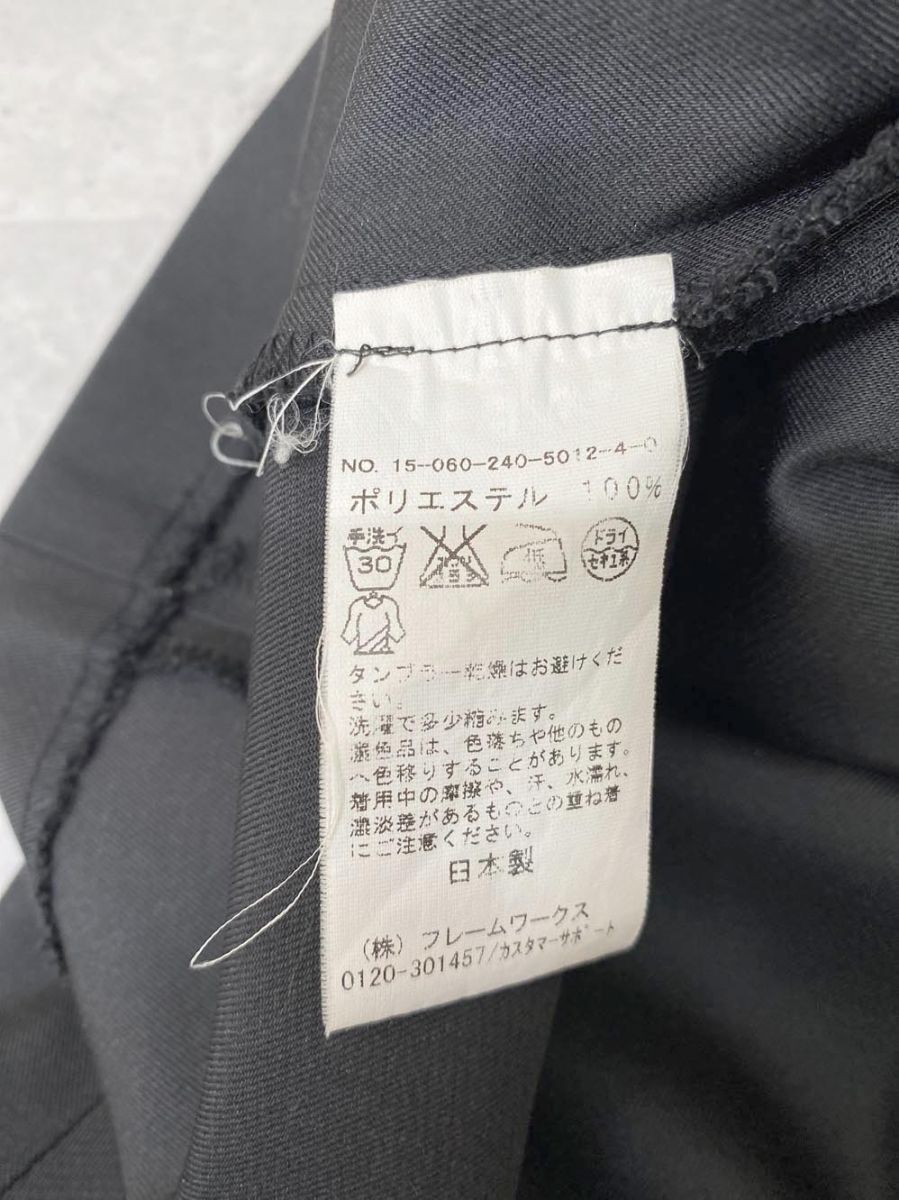 NO. 15-060-240-5012-4-0
ポリエステル 100%
手洗イ ドライ
30 低 セキユ系
タンブラー乾燥はお避けくだ
さい。
洗濯で多少縮みます。
濃色品は、色落ちや他のもの
へ色移りすることがあります。
着用中の摩擦や、汗、水濡れ、
濃淡差があるものとの重ね着
にご注意ください。
日本製
（株）フレームワークス
0120-301457/カスタマーサポート